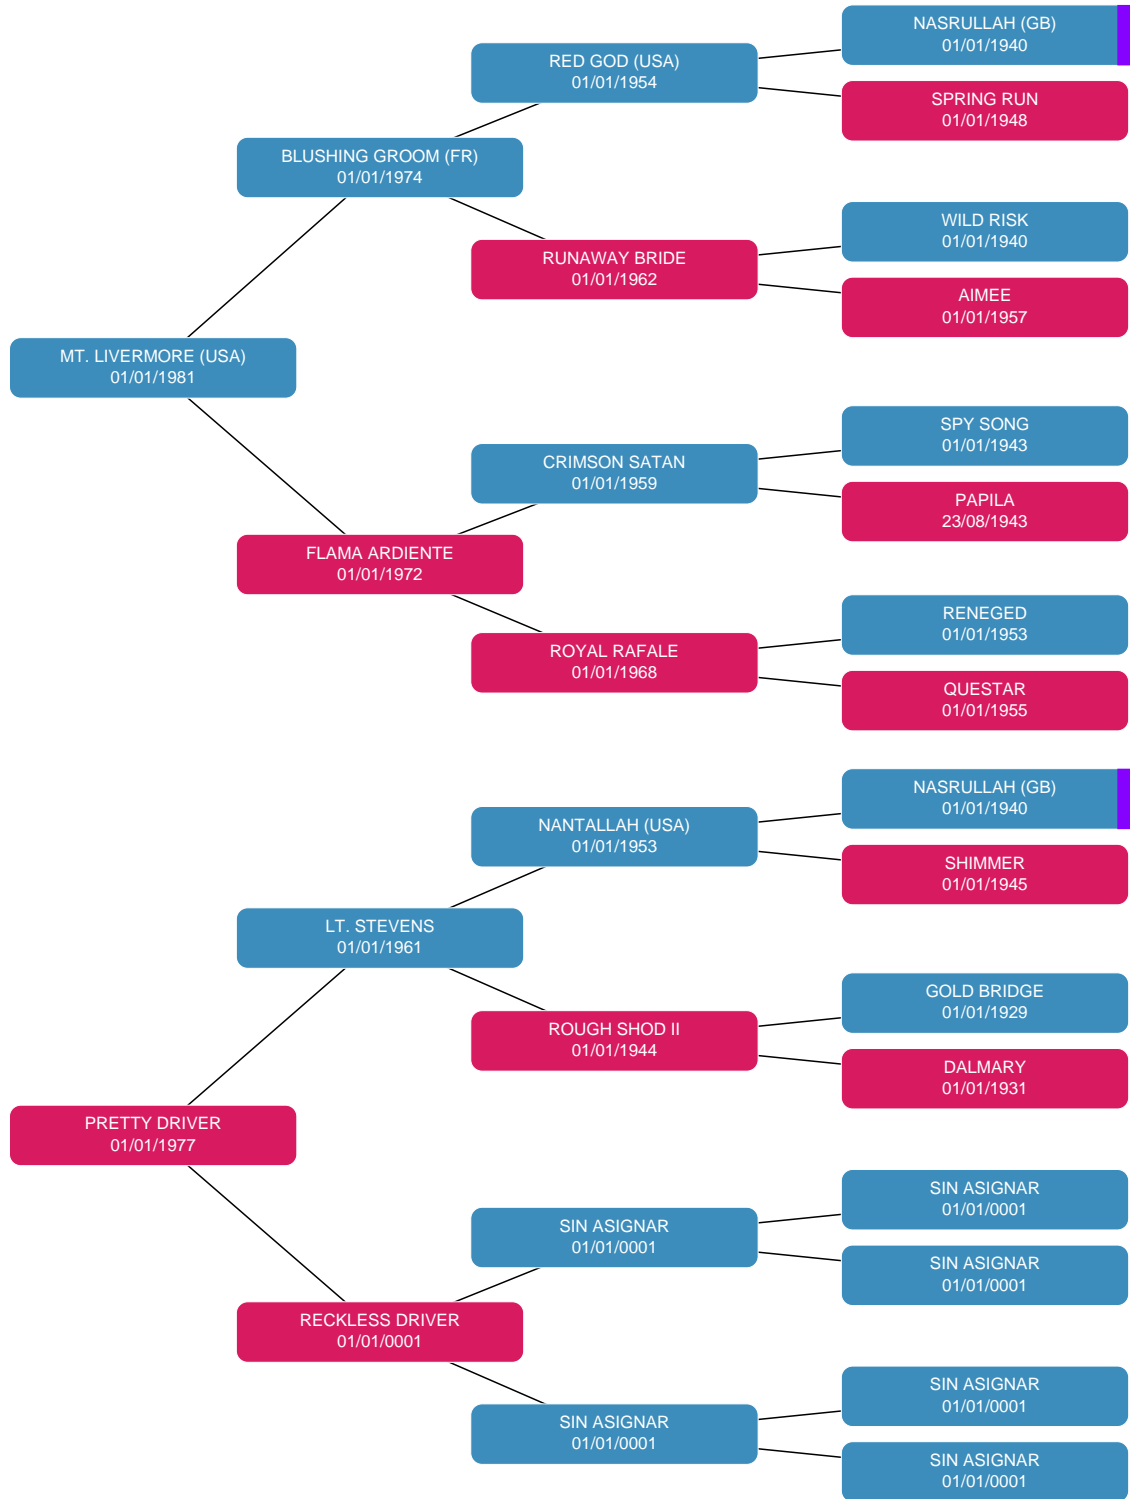 NASRULLAH (GB)
01/01/1940
RED GOD (USA)
01/01/1954
SPRING RUN
01/01/1948
BLUSHING GROOM (FR)
01/01/1974
WILD RISK
01/01/1940
RUNAWAY BRIDE
01/01/1962
AIMEE
01/01/1957
MT. LIVERMORE (USA)
01/01/1981
SPY SONG
01/01/1943
CRIMSON SATAN
01/01/1959
PAPILA
23/08/1943
FLAMA ARDIENTE
01/01/1972
RENEGED
01/01/1953
ROYAL RAFALE
01/01/1968
QUESTAR
01/01/1955
NASRULLAH (GB)
01/01/1940
NANTALLAH (USA)
01/01/1953
SHIMMER
01/01/1945
LT. STEVENS
01/01/1961
GOLD BRIDGE
01/01/1929
ROUGH SHOD II
01/01/1944
DALMARY
01/01/1931
PRETTY DRIVER
01/01/1977
SIN ASIGNAR
01/01/0001
SIN ASIGNAR
01/01/0001
SIN ASIGNAR
01/01/0001
RECKLESS DRIVER
01/01/0001
SIN ASIGNAR
01/01/0001
SIN ASIGNAR
01/01/0001
SIN ASIGNAR
01/01/0001